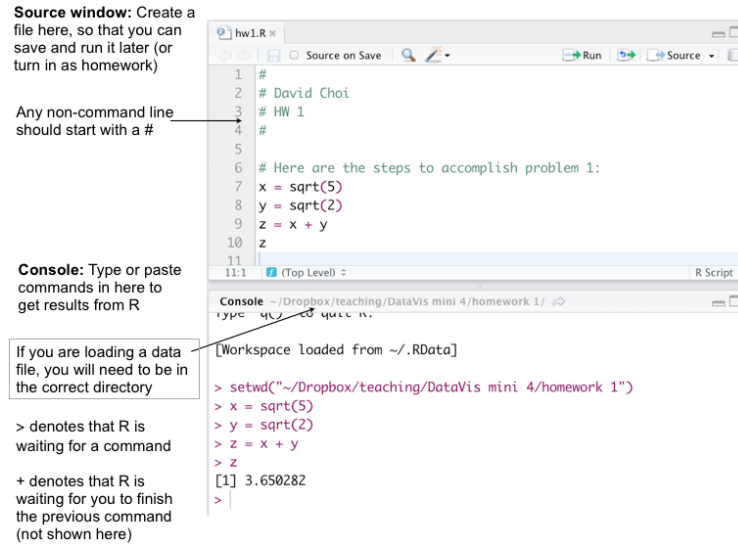 Source window: Create a
file here, so that you can
save and run it later (or
turn in as homework)
Any non-command line
should start with a #
Console: Type or paste
commands in here to
get results from R
If you are loading a data
file, you will need to be in
the correct directory
> denotes that R is
waiting for a command
+ denotes that R is
waiting for you to finish
the previous command
(not shown here)
hw1.R ×
Source on Save Run Source
1 #
2 # David Choi
3 # HW 1
4 #
5
6 # Here are the steps to accomplish problem 1:
7 x = sqrt(5)
8 y = sqrt(2)
9 z = x + y
10 z
11
11:1 (Top Level) R Script
Console ~/Dropbox/teaching/DataVis mini 4/homework 1/
Type 'q()' to quit R.
[Workspace loaded from ~/.RData]
> setwd("~/Dropbox/teaching/DataVis mini 4/homework 1")
> x = sqrt(5)
> y = sqrt(2)
> z = x + y
> z
[1] 3.650282
>